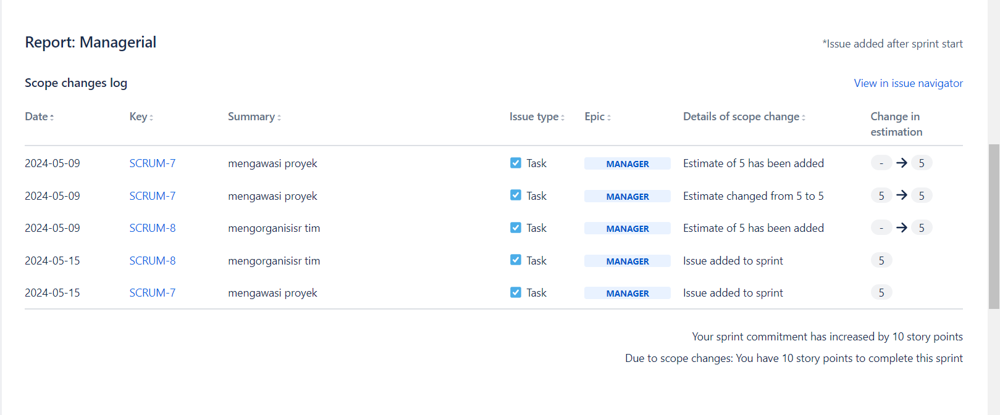 Report: Managerial
*Issue added after sprint start
Scope changes log
View in issue navigator
Date Key Summary Issue type Epic Details of scope change Change in estimation
2024-05-09 SCRUM-7 mengawasi proyek Task MANAGER Estimate of 5 has been added - → 5
2024-05-09 SCRUM-7 mengawasi proyek Task MANAGER Estimate changed from 5 to 5 5 → 5
2024-05-09 SCRUM-8 mengorganisisr tim Task MANAGER Estimate of 5 has been added - → 5
2024-05-15 SCRUM-8 mengorganisisr tim Task MANAGER Issue added to sprint 5
2024-05-15 SCRUM-7 mengawasi proyek Task MANAGER Issue added to sprint 5
Your sprint commitment has increased by 10 story points
Due to scope changes: You have 10 story points to complete this sprint